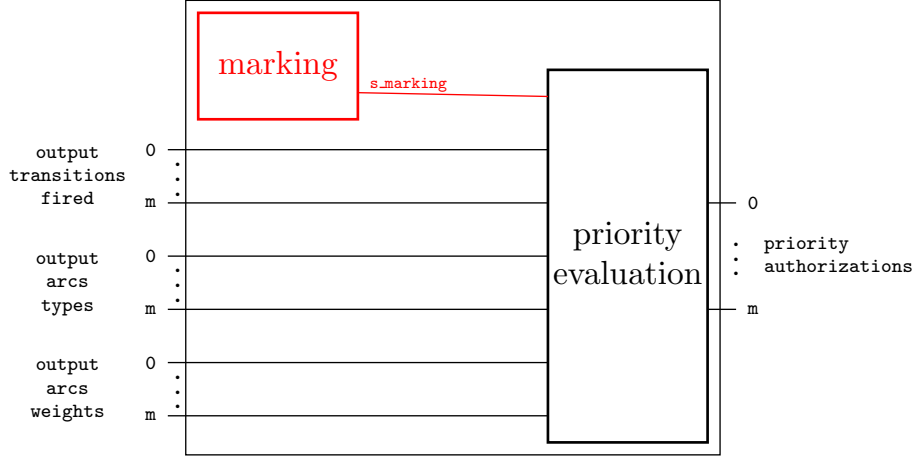 marking
s_marking
output
transitions
fired
0
m
output
arcs
types
0
m
output
arcs
weights
0
m
priority
evaluation
0
priority
authorizations
m